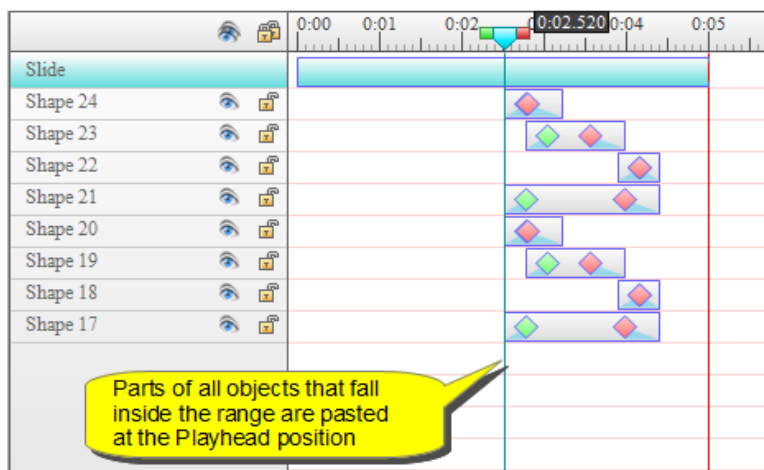 0:00 0:01 0:02 0:02.520 0:04 0:05
Slide
Shape 24
Shape 23
Shape 22
Shape 21
Shape 20
Shape 19
Shape 18
Shape 17
Parts of all objects that fall
inside the range are pasted
at the Playhead position